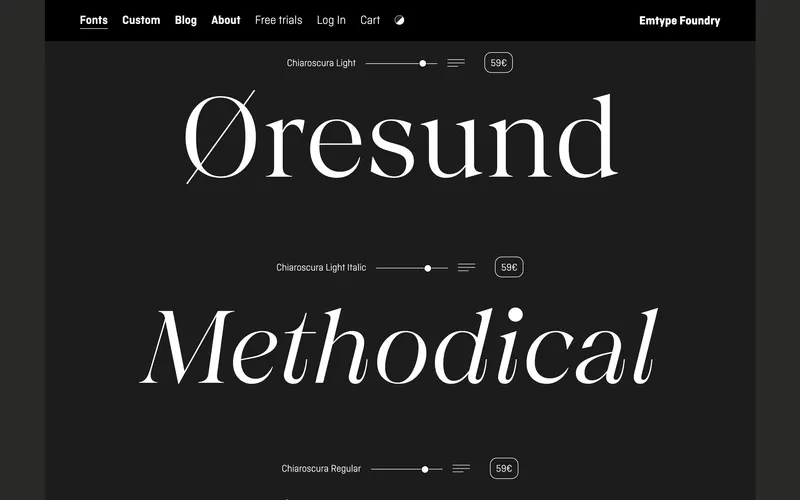 Fonts Custom Blog About Free trials Log In Cart Emtype Foundry
Chiaroscura Light 59€
Øresund
Chiaroscura Light Italic 59€
Methodical
Chiaroscura Regular 59€